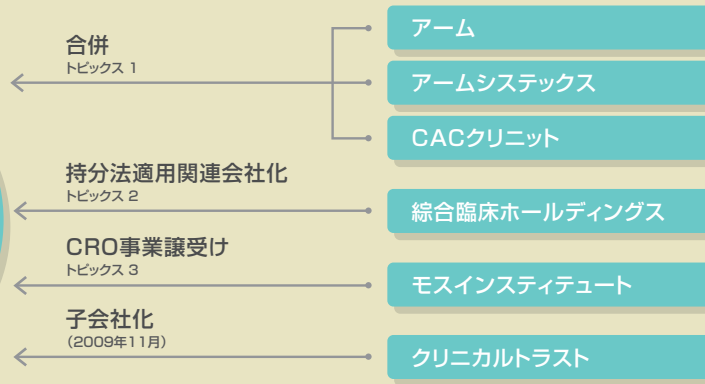 合併
トピックス 1
アーム
アームシステックス
CACクリニット
持分法適用関連会社化
トピックス 2
綜合臨床ホールディングス
CRO事業譲受け
トピックス 3
モスインスティテュート
子会社化
（2009年11月）
クリニカルトラスト